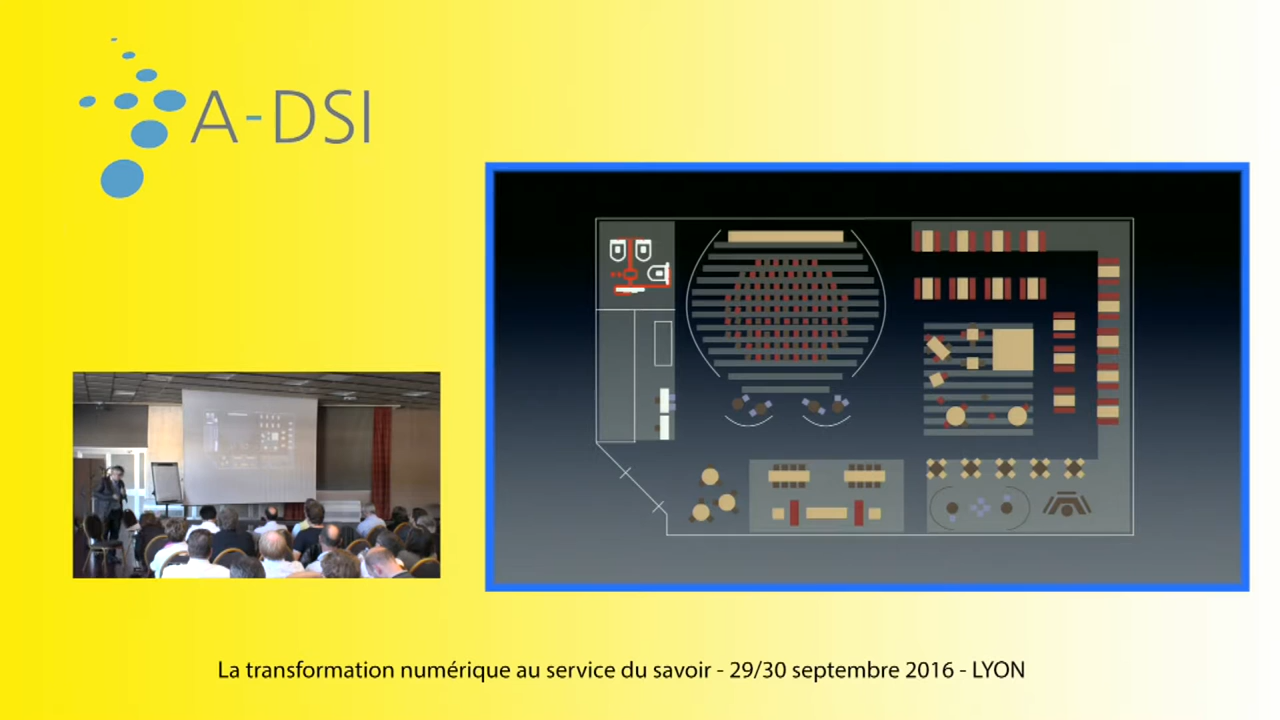 A-DSI
La transformation numérique au service du savoir - 29/30 septembre 2016 - LYON